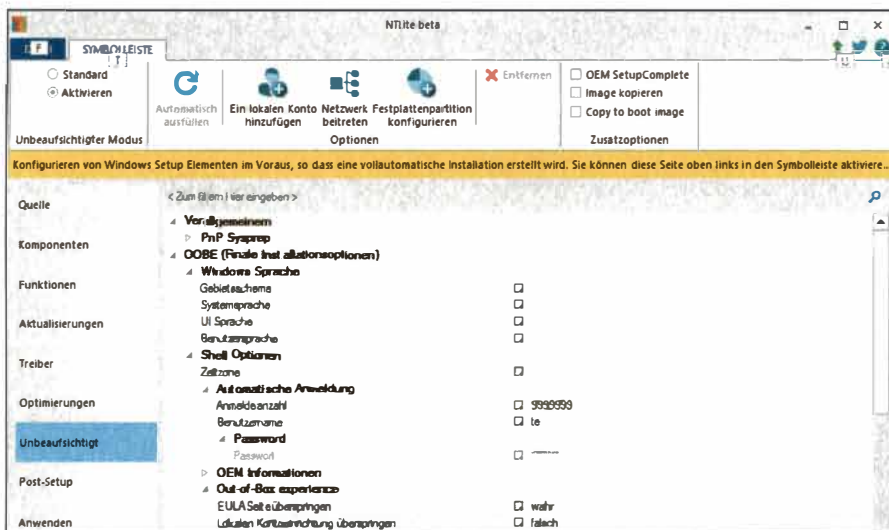 NTLite beta
F SYMBOLLEISTE
Standard
Aktivieren
Unbeaufsichtigter Modus
Automatisch ausfüllen
Ein lokalen Konto hinzufügen
Netzwerk beitreten
Festplattenpartition konfigurieren
Optionen
Entfernen
OEM SetupComplete
Image kopieren
Copy to boot image
Zusatzoptionen
Konfigurieren von Windows Setup Elementen im Voraus, so dass eine vollautomatische Installation erstellt wird. Sie können diese Seite oben links in den Symbolleiste aktiviere...
Quelle
Komponenten
Funktionen
Aktualisierungen
Treiber
Optimierungen
Unbeaufsichtigt
Post-Setup
Anwenden
< Zum filtern hier eingeben >
Verallgemeinern
PnP Sysprep
OOBE (Finale Installationsoptionen)
Windows Sprache
Gebietsschema
Systemsprache
UI Sprache
Benutzersprache
Shell Optionen
Zeitzone
Automatische Anmeldung
Anmeldeanzahl 9999999
Benutzername te
Password
Passwort
OEM Informationen
Out-of-Box experience
EULA Seite überspringen wahr
Lokalen Kontoeinrichtung überspringen falsch